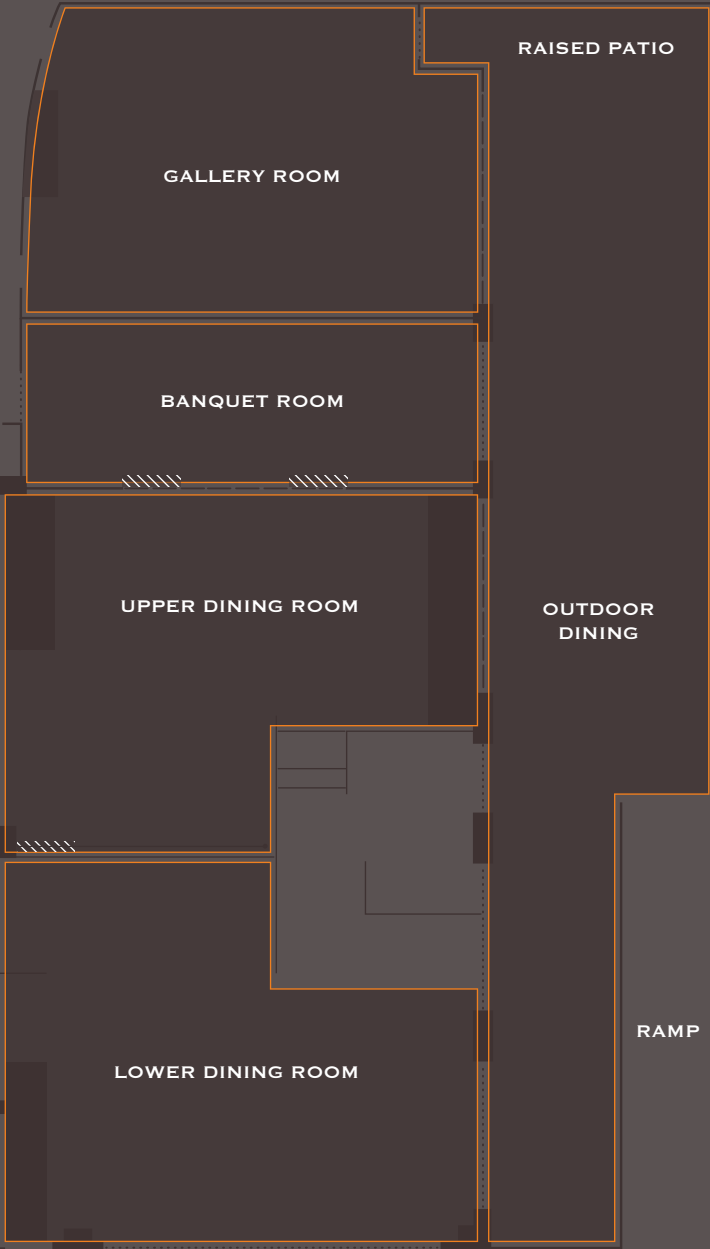 RAISED PATIO
GALLERY ROOM
BANQUET ROOM
UPPER DINING ROOM
OUTDOOR
DINING
RAMP
LOWER DINING ROOM